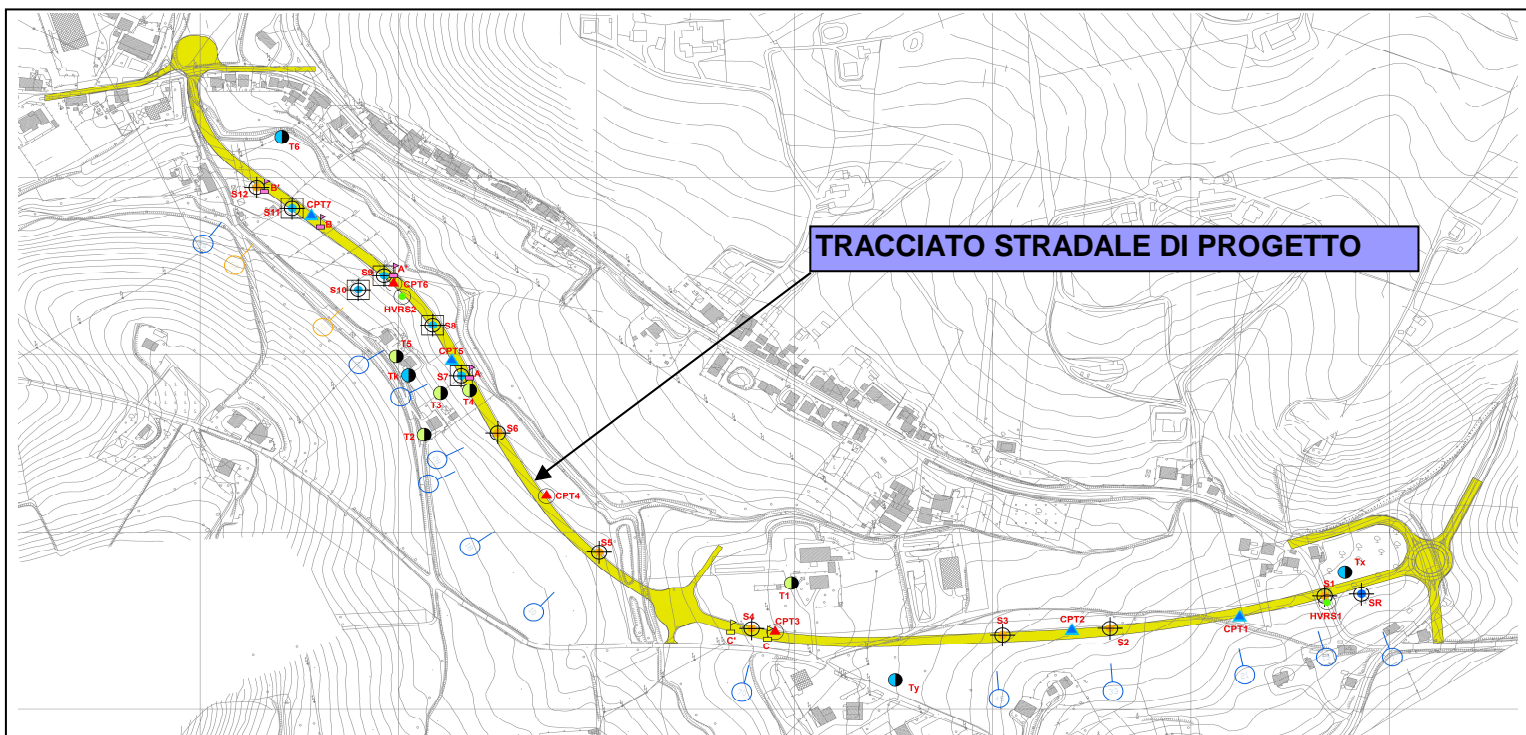 T6
S12
B'
S11
CPT7
B
TRACCIATO STRADALE DI PROGETTO
S9
A'
CPT6
S10
HVRS2
S8
T5
CPT5
Tk
S7
A
T3
T4
T2
S6
CPT4
S5
T1
Tx
S1
SR
HVRS1
S4
CPT3
C'
C
S3
CPT2
S2
CPT1
Ty